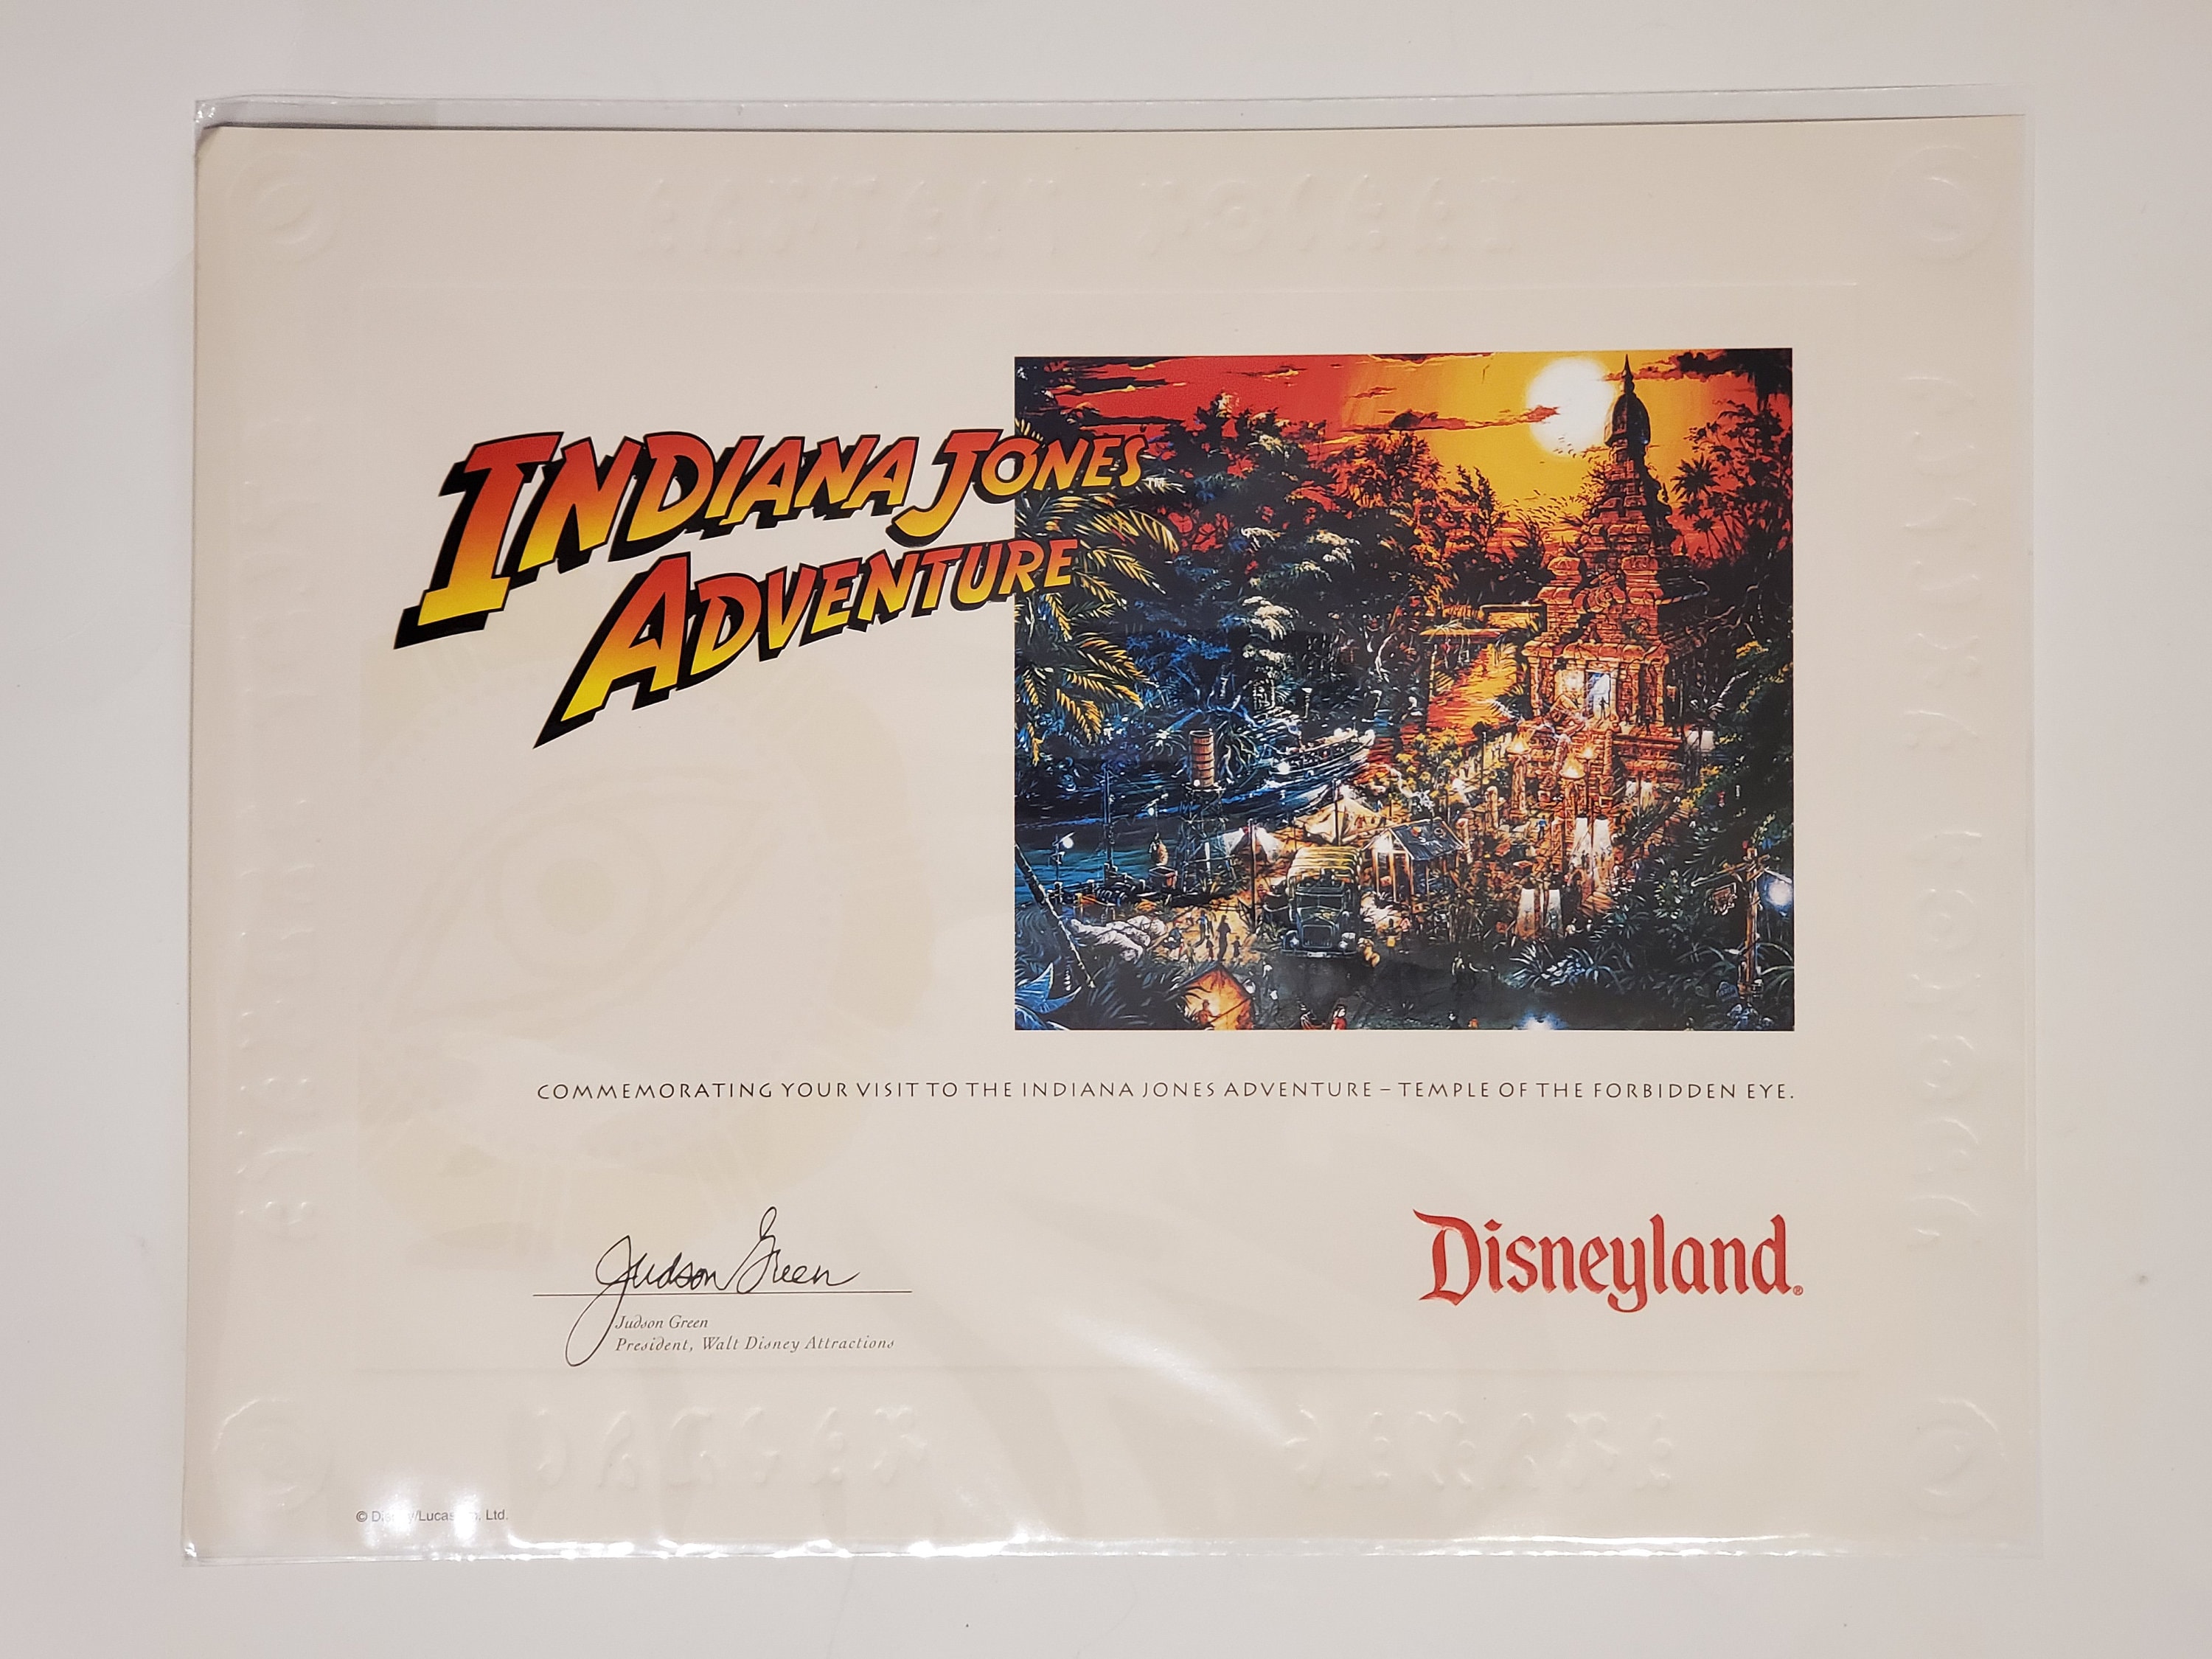 INDIANA JONES
ADVENTURE
COMMEMORATING YOUR VISIT TO THE INDIANA JONES ADVENTURE – TEMPLE OF THE FORBIDDEN EYE.
Judson Green
Judson Green
President, Walt Disney Attractions
Disneyland®
© Ltd.